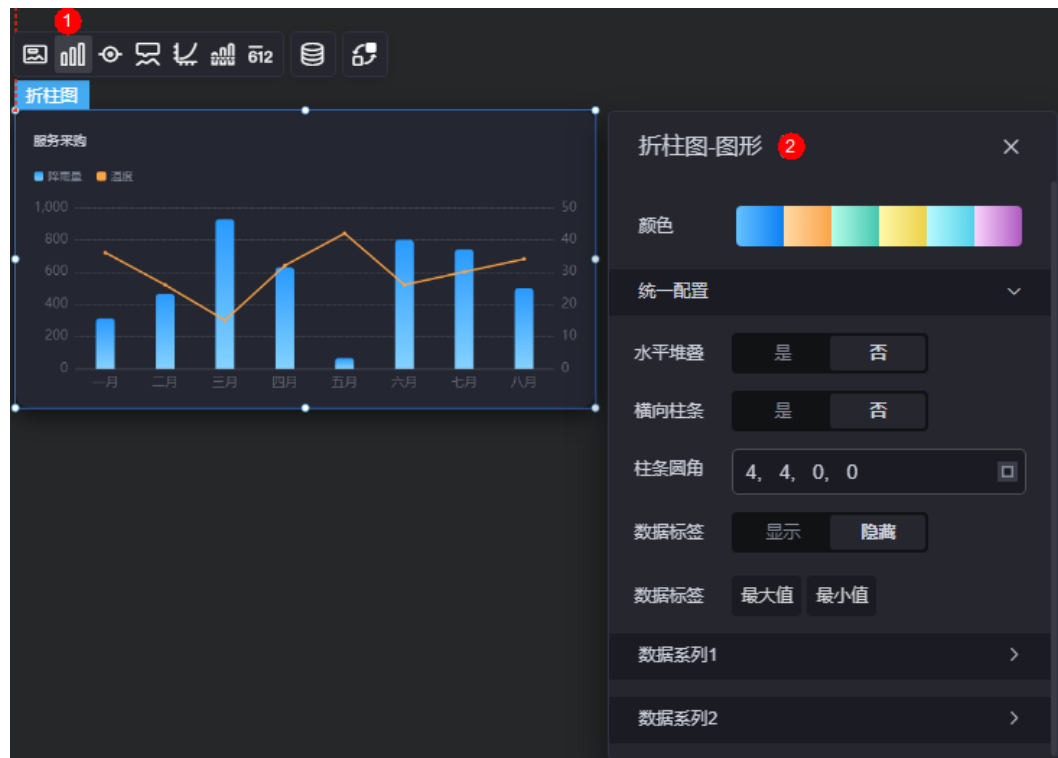 1
612
折柱图
服务采购
降雨量 温度
1,000 50
800 40
600 30
400 20
200 10
0 0
一月 二月 三月 四月 五月 六月 七月 八月
折柱图-图形 2
颜色
统一配置
水平堆叠 是 否
横向柱条 是 否
柱条圆角 4, 4, 0, 0
数据标签 显示 隐藏
数据标签 最大值 最小值
数据系列1
数据系列2